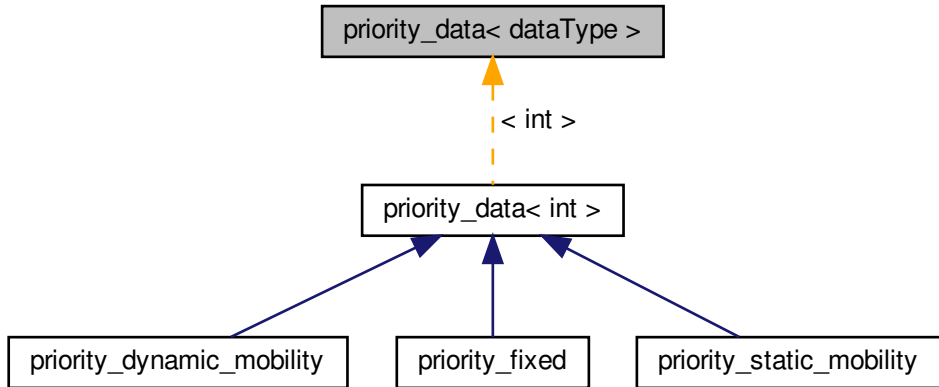 priority_data< dataType >
< int >
priority_data< int >
priority_dynamic_mobility
priority_fixed
priority_static_mobility